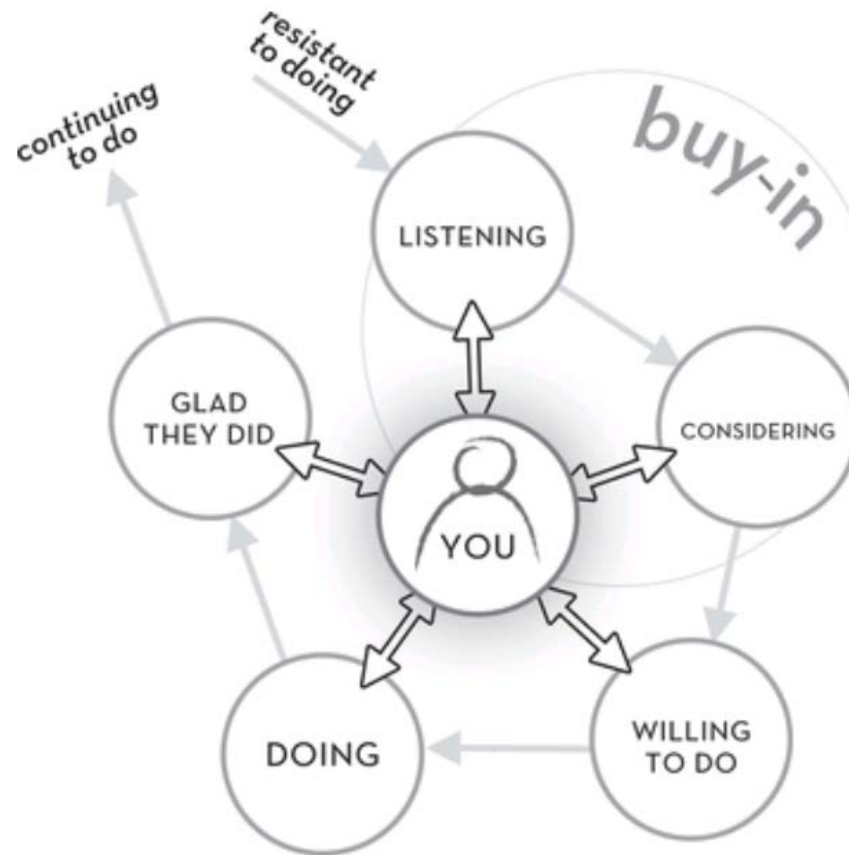 resistant
to doing
buy-in
continuing
to do
LISTENING
CONSIDERING
GLAD
THEY DID
YOU
WILLING
TO DO
DOING